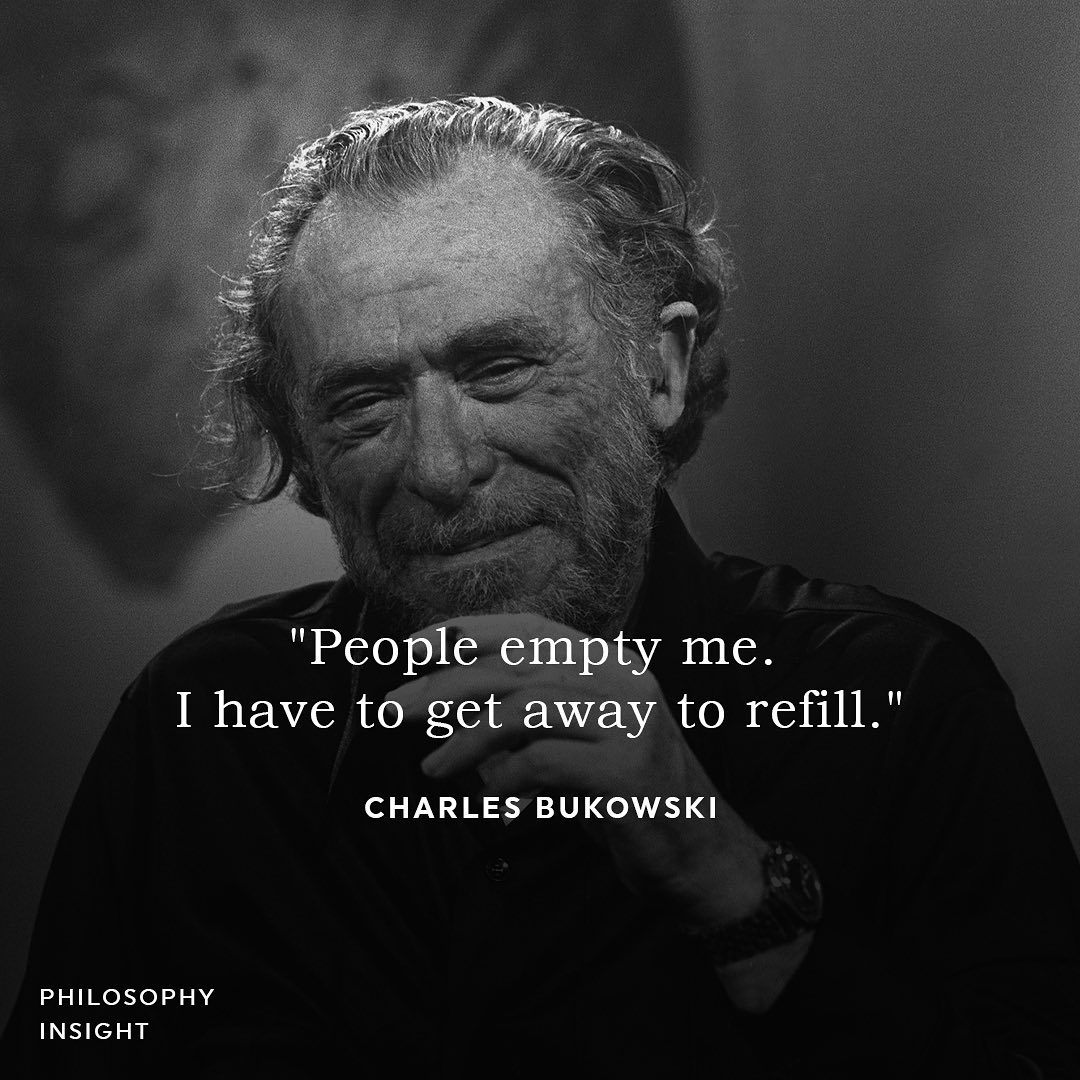 "People empty me.
I have to get away to refill."
CHARLES BUKOWSKI
PHILOSOPHY
INSIGHT